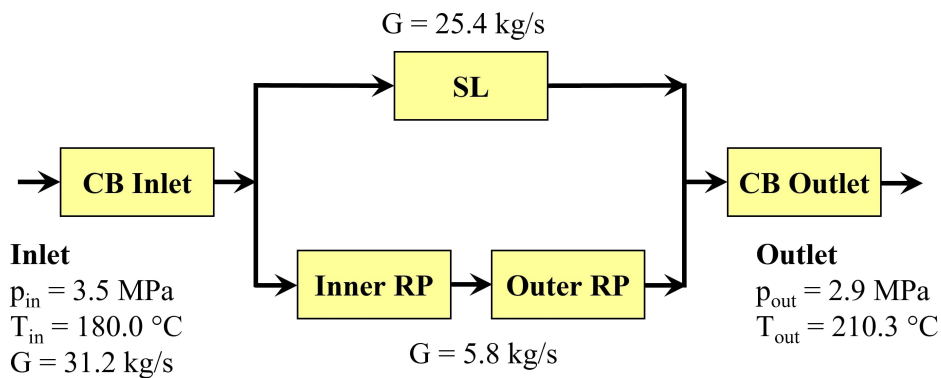 G = 25.4 kg/s
SL
CB Inlet
CB Outlet
Inlet
p_in = 3.5 MPa
T_in = 180.0 °C
G = 31.2 kg/s
Inner RP
Outer RP
G = 5.8 kg/s
Outlet
p_out = 2.9 MPa
T_out = 210.3 °C